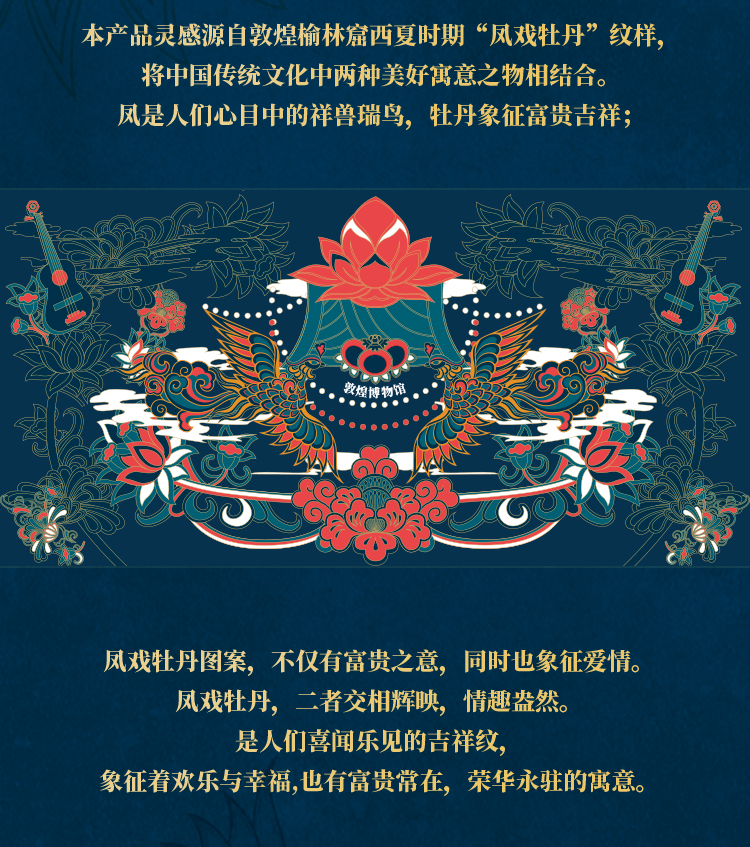 本产品灵感源自敦煌榆林窟西夏时期“凤戏牡丹”纹样，
将中国传统文化中两种美好寓意之物相结合。
凤是人们心目中的祥兽瑞鸟，牡丹象征富贵吉祥；
敦煌博物馆
凤戏牡丹图案，不仅有富贵之意，同时也象征爱情。
凤戏牡丹，二者交相辉映，情趣盎然。
是人们喜闻乐见的吉祥纹，
象征着欢乐与幸福,也有富贵常在，荣华永驻的寓意。